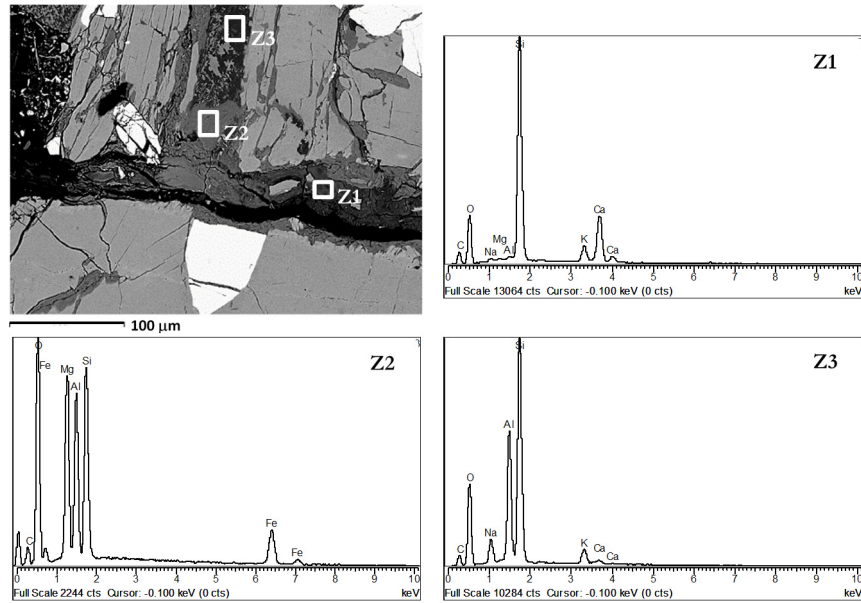 Z3
Z2
Z1
100 µm
Z1
Si
O
C
Na
Mg
Al
K
Ca
Ca
0 1 2 3 4 5 6 7 8 9 10
Full Scale 13064 cts Cursor: -0.100 keV (0 cts) keV
Z2
O
Fe
Mg
Al
Si
C
Fe
Fe
0 1 2 3 4 5 6 7 8 9 10
Full Scale 2244 cts Cursor: -0.100 keV (0 cts) keV
Z3
Si
Al
O
Na
C
K
Ca
Ca
0 1 2 3 4 5 6 7 8 9 10
Full Scale 10284 cts Cursor: -0.100 keV (0 cts) keV